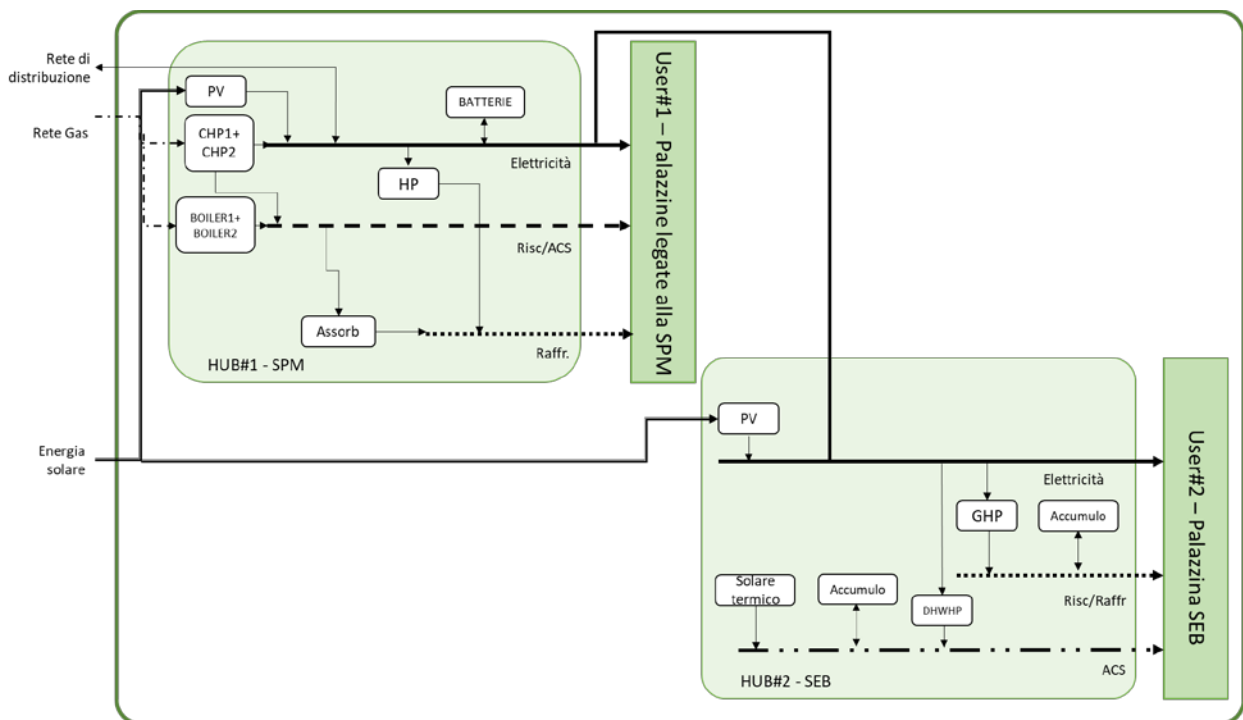 Rete di
distribuzione
PV
BATTERIE
Rete Gas
CHP1+
CHP2
Elettricità
HP
BOILER1+
BOILER2
Risc/ACS
Assorb
Raffr.
HUB#1 - SPM
User#1 – Palazzine legate alla SPM
Energia
solare
PV
Elettricità
GHP
Accumulo
Solare
termico
Accumulo
DHWHP
Risc/Raffr
ACS
HUB#2 - SEB
User#2 – Palazzina SEB